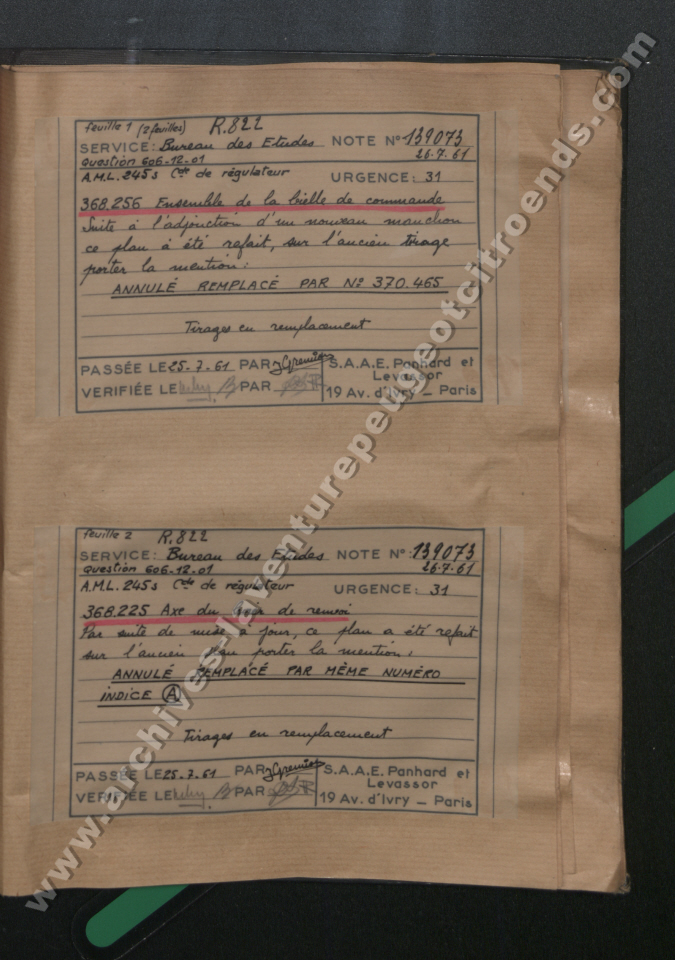 feuille 1 (2 feuilles) R.822
SERVICE: Bureau des Etudes NOTE N° 139073
Question 606-12-01 26.7.61
A.M.L. 245s Cde de régulateur URGENCE: 31
368.256 Ensemble de la bielle de commande
Suite à l'adjonction d'un nouveau manchon
ce plan à été refait, sur l'ancien tirage
porter la mention:
ANNULÉ REMPLACÉ PAR N° 370.465
Tirages en remplacement
PASSÉE LE 25.7.61 PAR JGremier S.A.A.E. Panhard et
Levassor
VERIFIÉE LE PAR 19 Av. d'Ivry _ Paris
feuille 2 R.822
SERVICE: Bureau des Etudes NOTE N°: 139073
Question 606-12-01 26.7.61
A.M.L. 245s Cde de régulateur URGENCE: 31
368.225 Axe du de renvoi
Par suite de mise à jour, ce plan a été refait
sur l'ancien porter la mention:
ANNULÉ REMPLACÉ PAR MÊME NUMÉRO
INDICE A
Tirages en remplacement
PASSÉE LE 25.7.61 PAR JGremier S.A.A.E. Panhard et
Levassor
VERIFIÉE LE PAR 19 Av. d'Ivry _ Paris
www.archives-laventurepeugeotcitroends.com